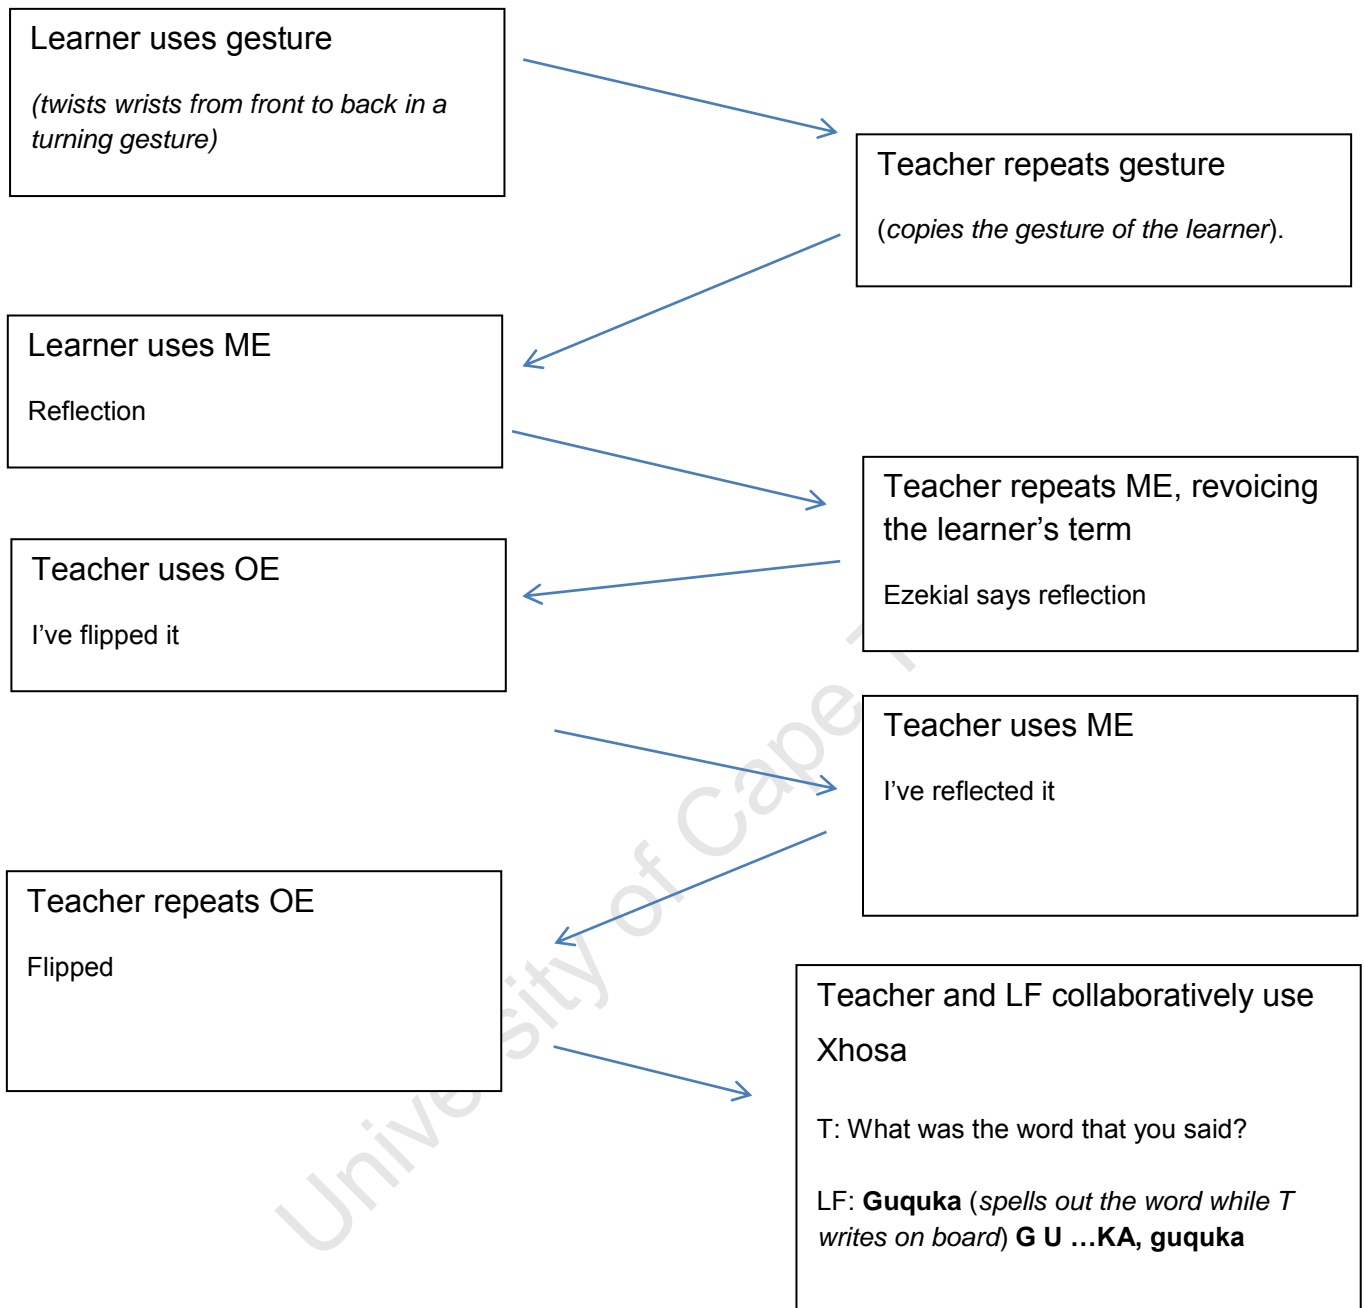 Learner uses gesture
(twists wrists from front to back in a
turning gesture)
Teacher repeats gesture
(copies the gesture of the learner).
Learner uses ME
Reflection
Teacher repeats ME, revoicing
the learner’s term
Ezekial says reflection
Teacher uses OE
I’ve flipped it
Teacher uses ME
I’ve reflected it
Teacher repeats OE
Flipped
Teacher and LF collaboratively use
Xhosa
T: What was the word that you said?
LF: Guquka (spells out the word while T
writes on board) G U …KA, guquka
University of Cape T